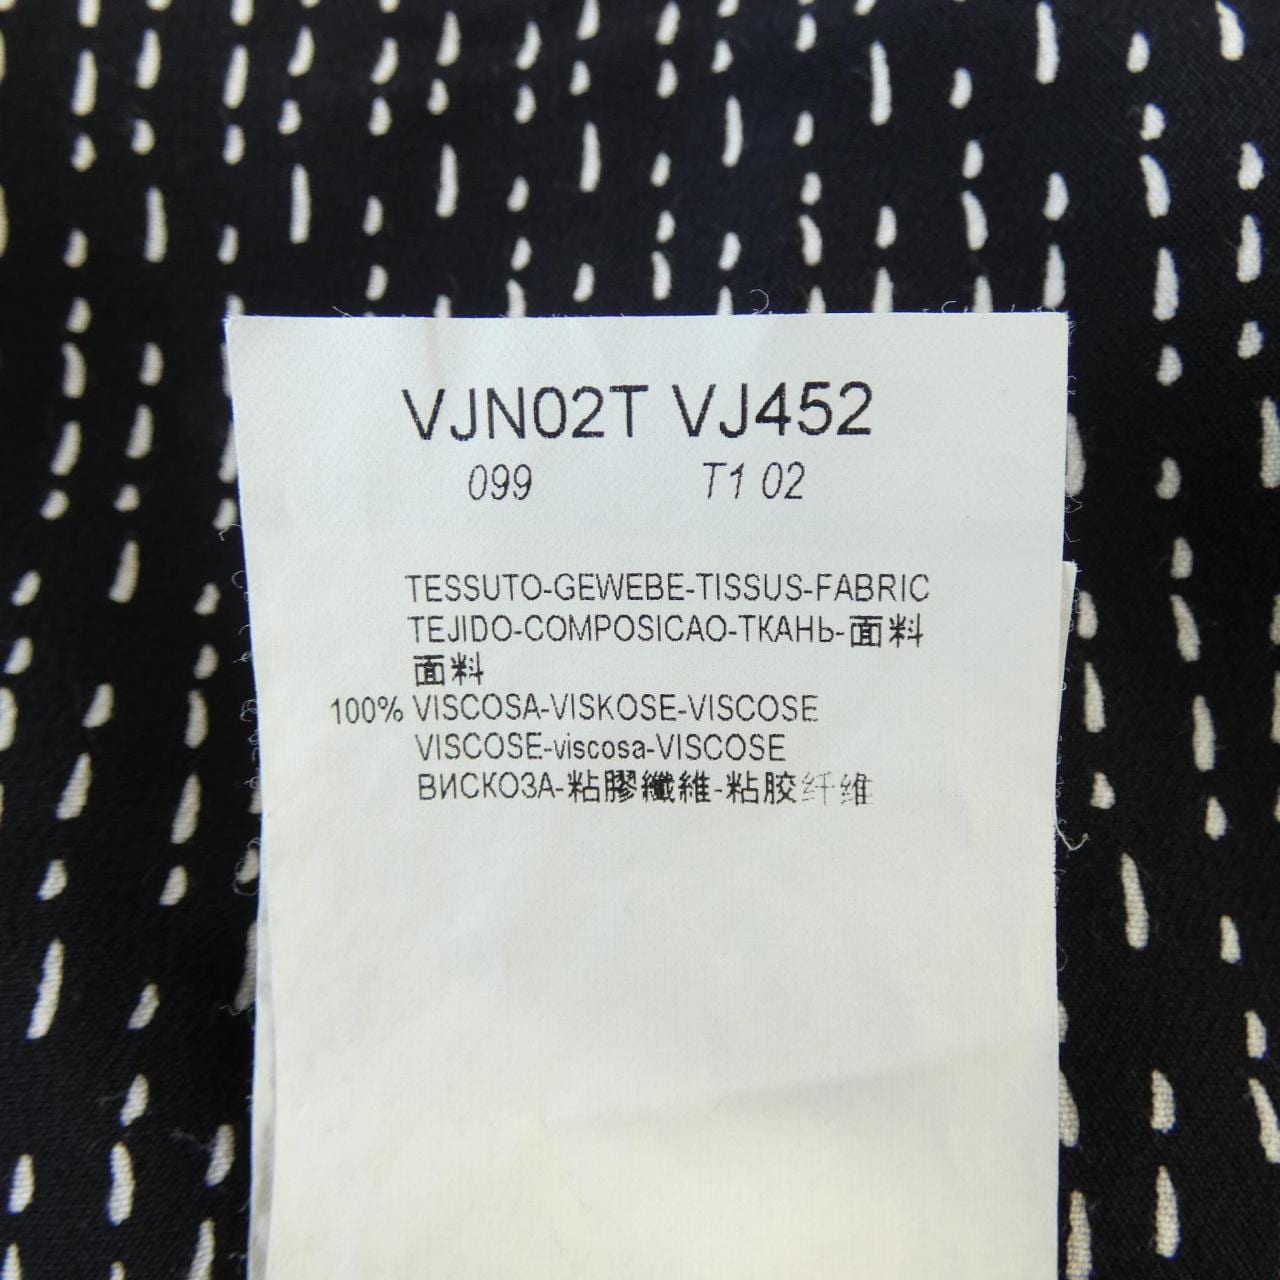 VJN02T VJ452
099 T1 02
TESSUTO-GEWEBE-TISSUS-FABRIC
TEJIDO-COMPOSICAO-ТКАНЬ-面料
面料
100% VISCOSA-VISKOSE-VISCOSE
VISCOSE-viscosa-VISCOSE
ВИСКОЗА-粘膠纖維-粘胶纤维